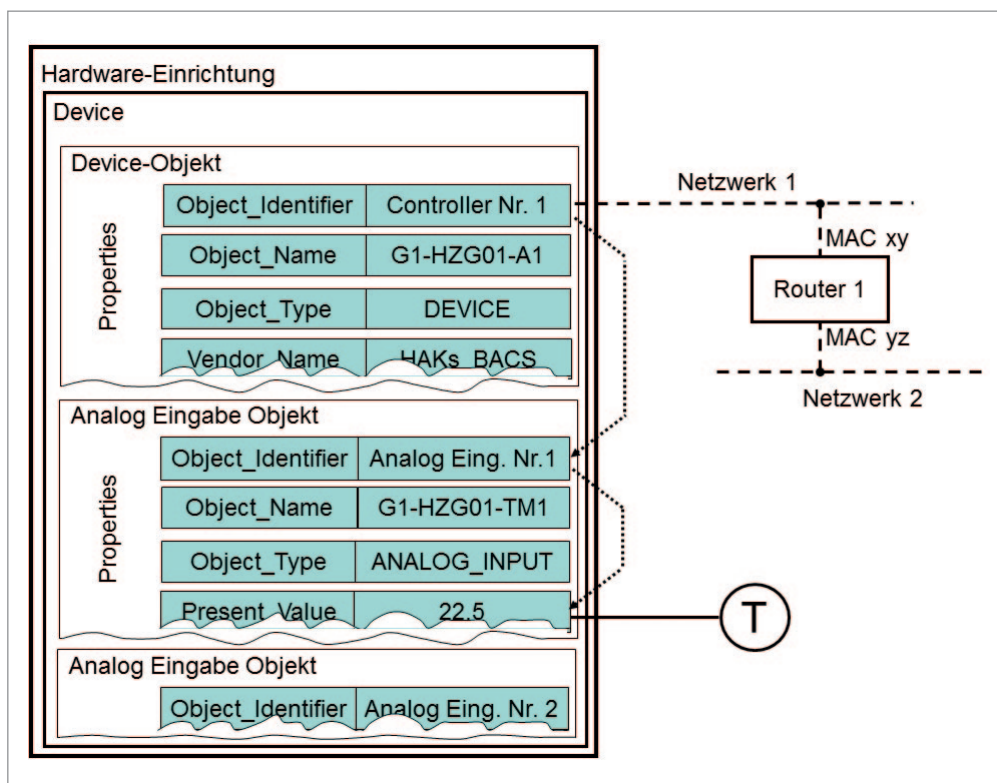 Hardware-Einrichtung
Device
Device-Objekt
Properties
Object_Identifier Controller Nr. 1
Object_Name G1-HZG01-A1
Object_Type DEVICE
Vendor_Name HAKs_BACS
Netzwerk 1
MAC xy
Router 1
MAC yz
Netzwerk 2
Analog Eingabe Objekt
Properties
Object_Identifier Analog Eing. Nr.1
Object_Name G1-HZG01-TM1
Object_Type ANALOG_INPUT
Present_Value 22.5
T
Analog Eingabe Objekt
Object_Identifier Analog Eing. Nr. 2